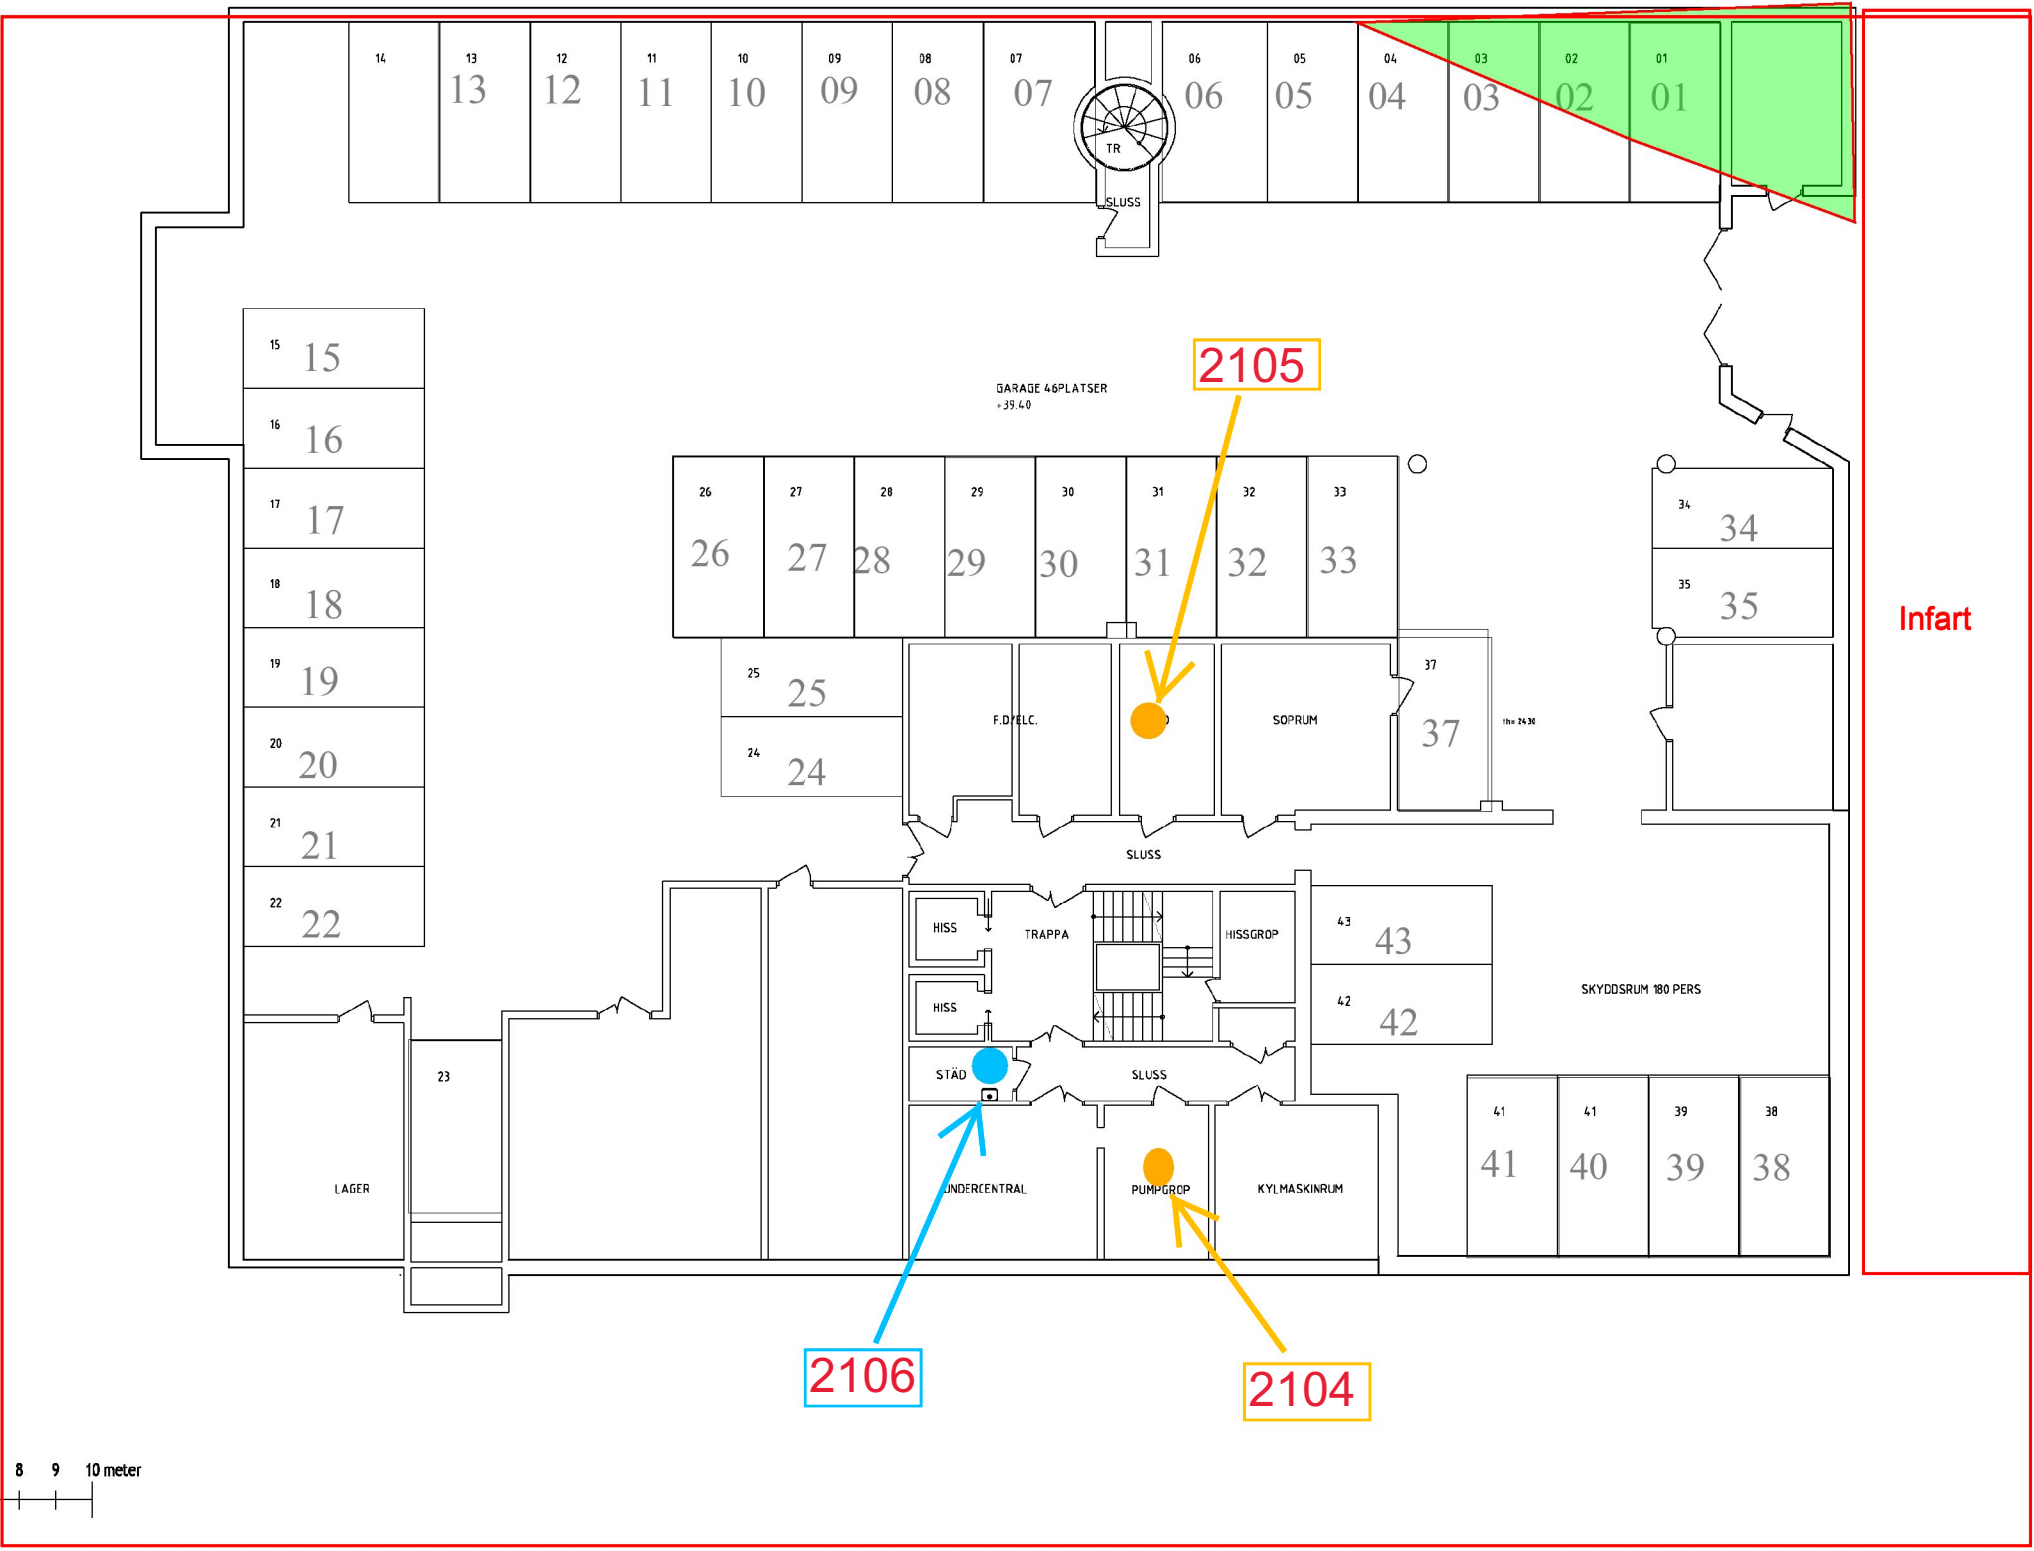 14 13 12 11 10 09 08 07 06 05 04 03 02 01
13 12 11 10 09 08 07 06 05 04 03 02 01
TR
SLUSS
15 15
2105
GARAGE 46PLATSER
+39.40
16 16
26 27 28 29 30 31 32 33
17 17
34 34
26 27 28 29 30 31 32 33
18 18
35 35
Infart
19 19
25 25
37
37
20 20
24 24
F.D/ELC.
SOPRUM
fh= 2430
21 21
SLUSS
22 22
HISS
TRAPPA
HISSGROP
43 43
HISS
42 42
SKYDDSRUM 180 PERS
23
STÄD
SLUSS
41 41 39 38
41 40 39 38
LAGER
UNDERCENTRAL
PUMPGROP
KYLMASKINRUM
2106
2104
8 9 10 meter